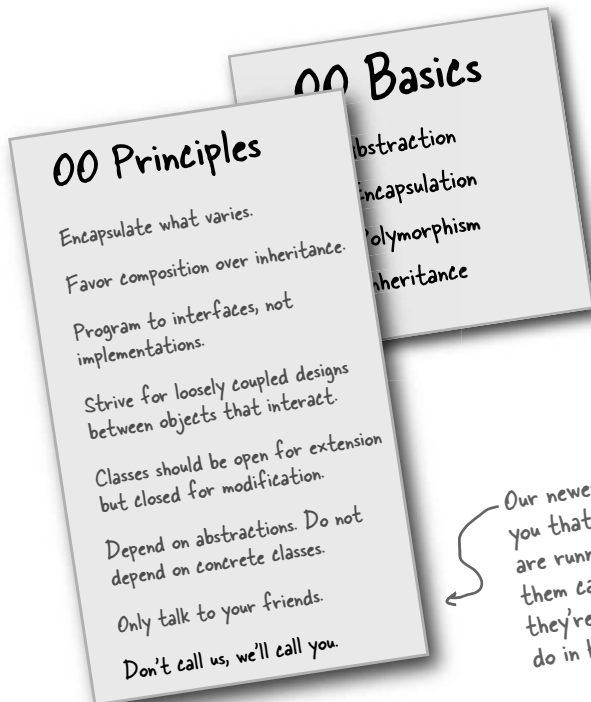 OO Basics
bstraction
ncapsulation
olymorphism
nheritance
OO Principles
Encapsulate what varies.
Favor composition over inheritance.
Program to interfaces, not
implementations.
Strive for loosely coupled designs
between objects that interact.
Classes should be open for extension
but closed for modification.
Depend on abstractions. Do not
depend on concrete classes.
Only talk to your friends.
Don't call us, we'll call you.
Our newe
you that
are runn
them ca
they're
do in t